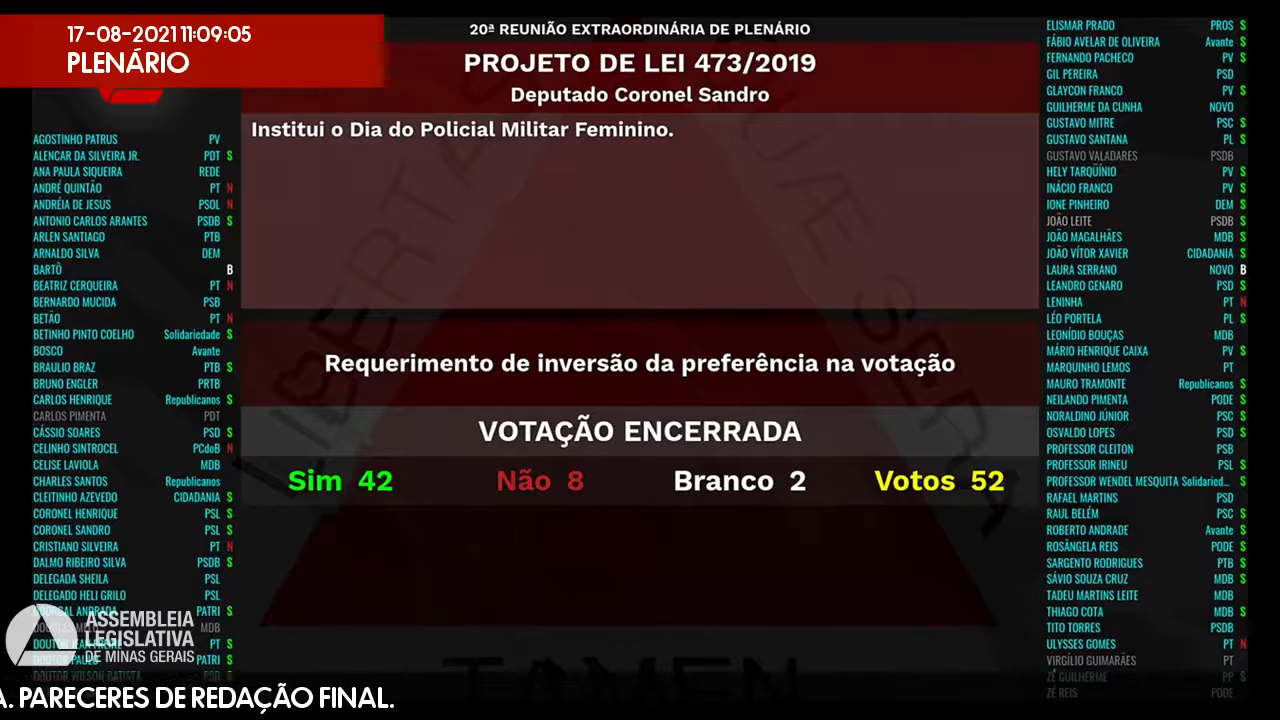 17-08-2021 11:09:05
PLENÁRIO
20ª REUNIÃO EXTRAORDINÁRIA DE PLENÁRIO
PROJETO DE LEI 473/2019
Deputado Coronel Sandro
Institui o Dia do Policial Militar Feminino.
Requerimento de inversão da preferência na votação
VOTAÇÃO ENCERRADA
Sim 42 Não 8 Branco 2 Votos 52
AGOSTINHO PATRUS PV
ALENCAR DA SILVEIRA JR. PDT S
ANA PAULA SIQUEIRA REDE
ANDRÉ QUINTÃO PT N
ANDRÉIA DE JESUS PSOL N
ANTONIO CARLOS ARANTES PSDB S
ARLEN SANTIAGO PTB
ARNALDO SILVA DEM
BARTÔ B
BEATRIZ CERQUEIRA PT N
BERNARDO MUCIDA PSB
BETÃO PT N
BETINHO PINTO COELHO Solidariedade S
BOSCO Avante
BRAULIO BRAZ PTB S
BRUNO ENGLER PRTB
CARLOS HENRIQUE Republicanos S
CARLOS PIMENTA PDT
CÁSSIO SOARES PSD S
CELINHO SINTROCEL PCdoB N
CELISE LAVIOLA MDB
CHARLES SANTOS Republicanos
CLEITINHO AZEVEDO CIDADANIA S
CORONEL HENRIQUE PSL S
CORONEL SANDRO PSL S
CRISTIANO SILVEIRA PT N
DALMO RIBEIRO SILVA PSDB S
DELEGADA SHEILA PSL
DELEGADO HELI GRILO PSL
ANDRADA PATRI S
MDB
DOUTOR JEAN FREIRE PT S
DOUTOR PAULO PATRI S
DOUTOR WILSON BATISTA PSD S
ELISMAR PRADO PROS S
FÁBIO AVELAR DE OLIVEIRA Avante S
FERNANDO PACHECO PV S
GIL PEREIRA PSD
GLAYCON FRANCO PV S
GUILHERME DA CUNHA NOVO
GUSTAVO MITRE PSC S
GUSTAVO SANTANA PL S
GUSTAVO VALADARES PSDB
HELY TARQÜÍNIO PV S
INÁCIO FRANCO PV S
IONE PINHEIRO DEM S
JOÃO LEITE PSDB S
JOÃO MAGALHÃES MDB S
JOÃO VÍTOR XAVIER CIDADANIA S
LAURA SERRANO NOVO B
LEANDRO GENARO PSD S
LENINHA PT N
LÉO PORTELA PL S
LEONÍDIO BOUÇAS MDB
MÁRIO HENRIQUE CAIXA PV S
MARQUINHO LEMOS PT
MAURO TRAMONTE Republicanos S
NEILANDO PIMENTA PODE S
NORALDINO JÚNIOR PSC S
OSVALDO LOPES PSD S
PROFESSOR CLEITON PSB
PROFESSOR IRINEU PSL S
PROFESSOR WENDEL MESQUITA Solidaried... S
RAFAEL MARTINS PSD
RAUL BELÉM PSC S
ROBERTO ANDRADE Avante S
ROSÂNGELA REIS PODE S
SARGENTO RODRIGUES PTB S
SÁVIO SOUZA CRUZ MDB S
TADEU MARTINS LEITE MDB
THIAGO COTA MDB S
TITO TORRES PSDB
ULYSSES GOMES PT N
VIRGÍLIO GUIMARÃES PT
ZÉ GUILHERME PP S
ZÉ REIS PODE
ASSEMBLEIA
LEGISLATIVA
DE MINAS GERAIS
A. PARECERES DE REDAÇÃO FINAL.